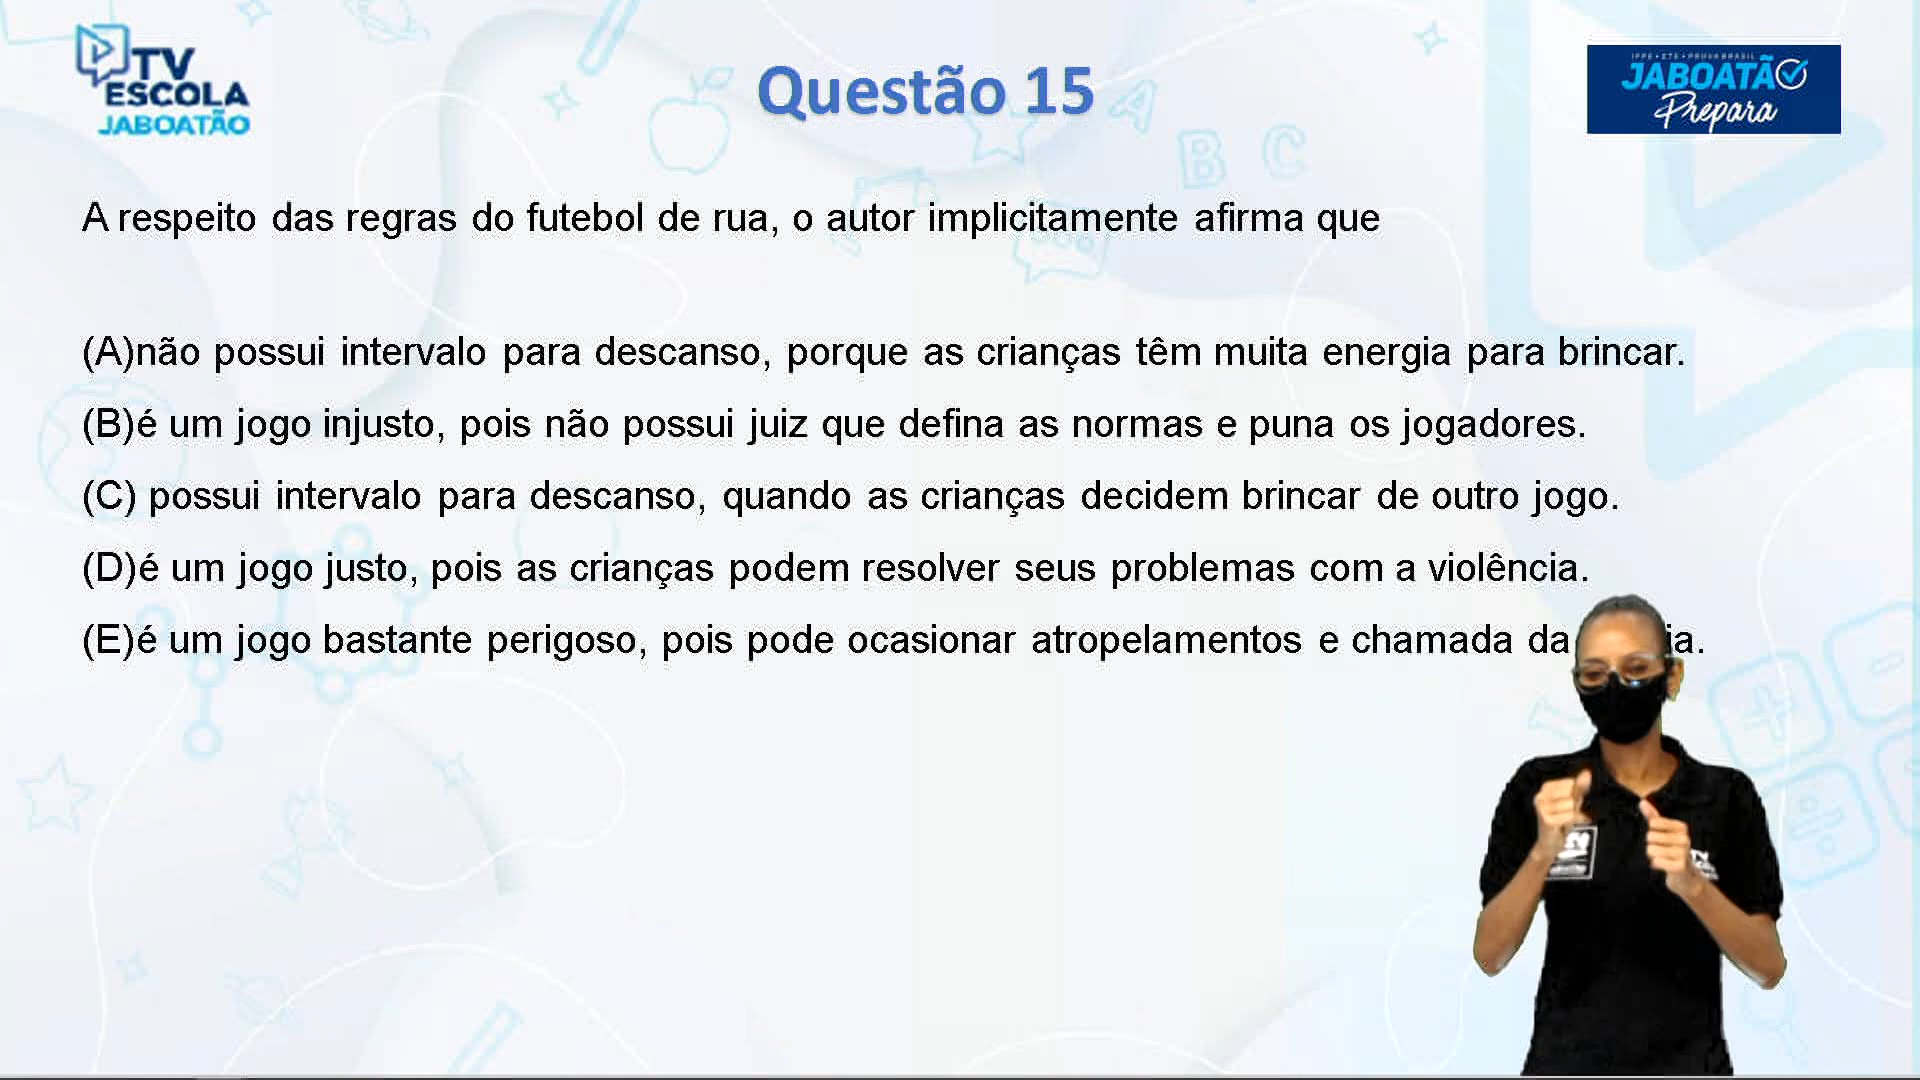 TV
ESCOLA
JABOATÃO
Questão 15
IFPE • ETE • PROVA BRASIL
JABOATÃO
Prepara
A respeito das regras do futebol de rua, o autor implicitamente afirma que
(A)não possui intervalo para descanso, porque as crianças têm muita energia para brincar.
(B)é um jogo injusto, pois não possui juiz que defina as normas e puna os jogadores.
(C) possui intervalo para descanso, quando as crianças decidem brincar de outro jogo.
(D)é um jogo justo, pois as crianças podem resolver seus problemas com a violência.
(E)é um jogo bastante perigoso, pois pode ocasionar atropelamentos e chamada da